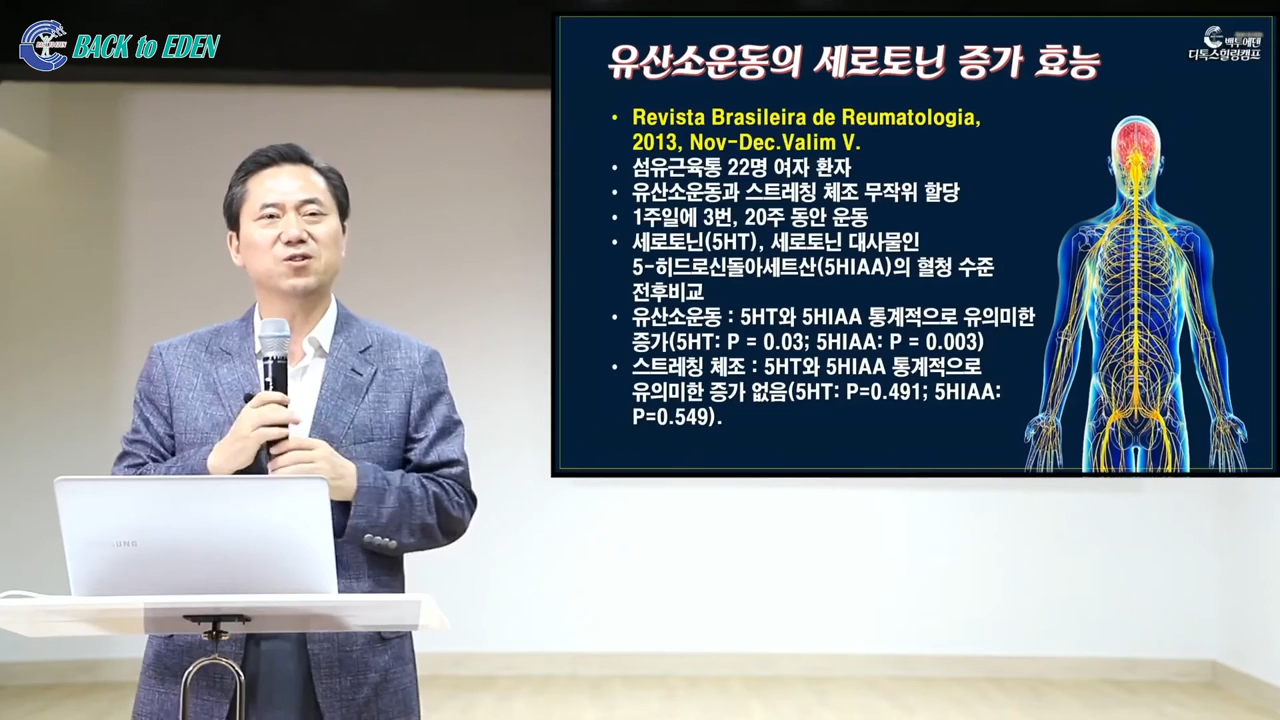 BACK to EDEN
백투에덴
디톡스힐링캠프
유산소운동의 세로토닌 증가 효능
• Revista Brasileira de Reumatologia,
2013, Nov-Dec.Valim V.
• 섬유근육통 22명 여자 환자
• 유산소운동과 스트레칭 체조 무작위 할당
• 1주일에 3번, 20주 동안 운동
• 세로토닌(5HT), 세로토닌 대사물인
5-히드로신돌아세트산(5HIAA)의 혈청 수준
전후비교
• 유산소운동 : 5HT와 5HIAA 통계적으로 유의미한
증가(5HT: P = 0.03; 5HIAA: P = 0.003)
• 스트레칭 체조 : 5HT와 5HIAA 통계적으로
유의미한 증가 없음(5HT: P=0.491; 5HIAA:
P=0.549).